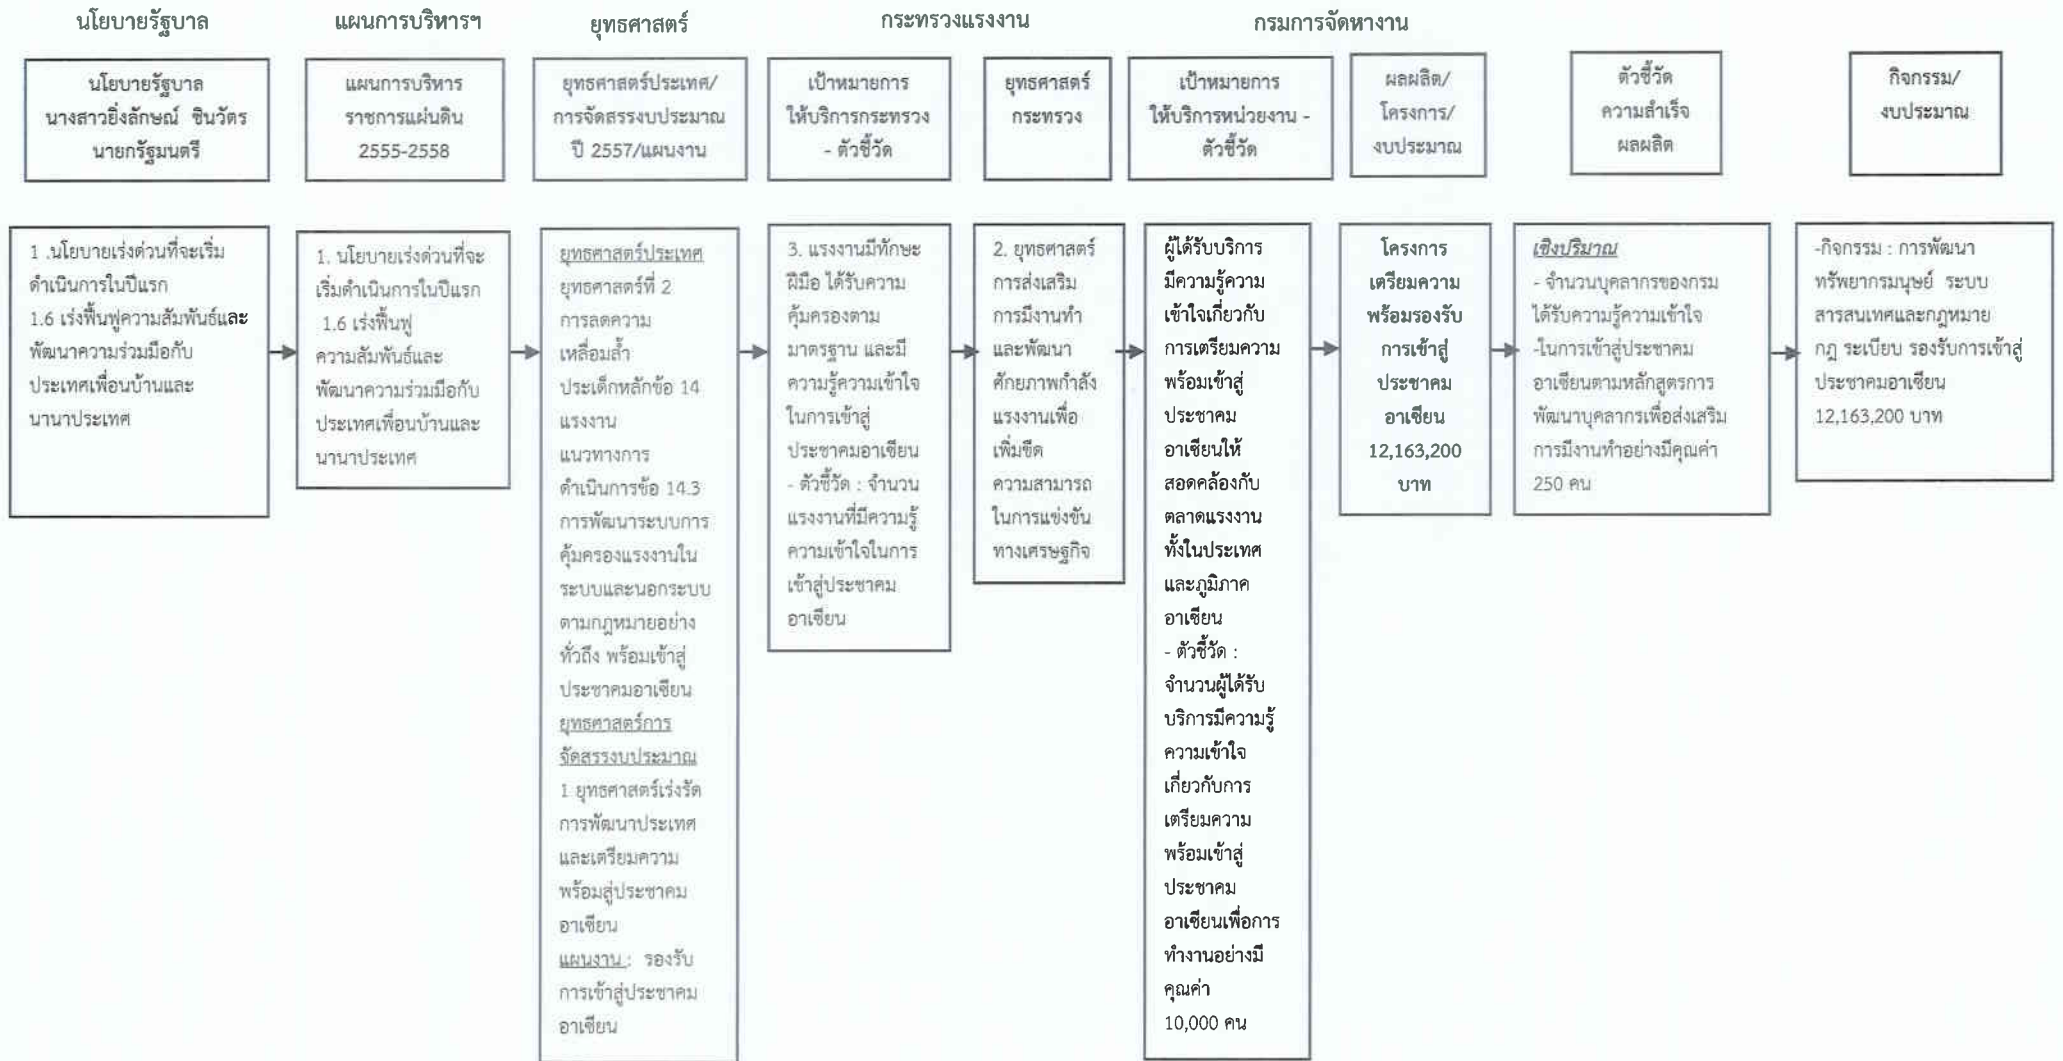 นโยบายรัฐบาล
แผนการบริหารฯ
ยุทธศาสตร์
กระทรวงแรงงาน
กรมการจัดหางาน
นโยบายรัฐบาล
นางสาวยิ่งลักษณ์ ชินวัตร
นายกรัฐมนตรี
แผนการบริหาร
ราชการแผ่นดิน
2555-2558
ยุทธศาสตร์ประเทศ/
การจัดสรรงบประมาณ
ปี 2557/แผนงาน
เป้าหมายการ
ให้บริการกระทรวง
- ตัวชี้วัด
ยุทธศาสตร์
กระทรวง
เป้าหมายการ
ให้บริการหน่วยงาน -
ตัวชี้วัด
ผลผลิต/
โครงการ/
งบประมาณ
ตัวชี้วัด
ความสำเร็จ
ผลผลิต
กิจกรรม/
งบประมาณ
1 .นโยบายเร่งด่วนที่จะเริ่ม
ดำเนินการในปีแรก
1.6 เร่งฟื้นฟูความสัมพันธ์และ
พัฒนาความร่วมมือกับ
ประเทศเพื่อนบ้านและ
นานาประเทศ
1. นโยบายเร่งด่วนที่จะ
เริ่มดำเนินการในปีแรก
1.6 เร่งฟื้นฟู
ความสัมพันธ์และ
พัฒนาความร่วมมือกับ
ประเทศเพื่อนบ้านและ
นานาประเทศ
ยุทธศาสตร์ประเทศ
ยุทธศาสตร์ที่ 2
การลดความ
เหลื่อมล้ำ
ประเด็กหลักข้อ 14
แรงงาน
แนวทางการ
ดำเนินการข้อ 14.3
การพัฒนาระบบการ
คุ้มครองแรงงานใน
ระบบและนอกระบบ
ตามกฎหมายอย่าง
ทั่วถึง พร้อมเข้าสู่
ประชาคมอาเซียน
ยุทธศาสตร์การ
จัดสรรงบประมาณ
1 ยุทธศาสตร์เร่งรัด
การพัฒนาประเทศ
และเตรียมความ
พร้อมสู่ประชาคม
อาเซียน
แผนงาน : รองรับ
การเข้าสู่ประชาคม
อาเซียน
3. แรงงานมีทักษะ
ฝีมือ ได้รับความ
คุ้มครองตาม
มาตรฐาน และมี
ความรู้ความเข้าใจ
ในการเข้าสู่
ประชาคมอาเซียน
- ตัวชี้วัด : จำนวน
แรงงานที่มีความรู้
ความเข้าใจในการ
เข้าสู่ประชาคม
อาเซียน
2. ยุทธศาสตร์
การส่งเสริม
การมีงานทำ
และพัฒนา
ศักยภาพกำลัง
แรงงานเพื่อ
เพิ่มขีด
ความสามารถ
ในการแข่งขัน
ทางเศรษฐกิจ
ผู้ได้รับบริการ
มีความรู้ความ
เข้าใจเกี่ยวกับ
การเตรียมความ
พร้อมเข้าสู่
ประชาคม
อาเซียนให้
สอดคล้องกับ
ตลาดแรงงาน
ทั้งในประเทศ
และภูมิภาค
อาเซียน
- ตัวชี้วัด :
จำนวนผู้ได้รับ
บริการมีความรู้
ความเข้าใจ
เกี่ยวกับการ
เตรียมความ
พร้อมเข้าสู่
ประชาคม
อาเซียนเพื่อการ
ทำงานอย่างมี
คุณค่า
10,000 คน
โครงการ
เตรียมความ
พร้อมรองรับ
การเข้าสู่
ประชาคม
อาเซียน
12,163,200
บาท
เชิงปริมาณ
- จำนวนบุคลากรของกรม
ได้รับความรู้ความเข้าใจ
-ในการเข้าสู่ประชาคม
อาเซียนตามหลักสูตรการ
พัฒนาบุคลากรเพื่อส่งเสริม
การมีงานทำอย่างมีคุณค่า
250 คน
-กิจกรรม : การพัฒนา
ทรัพยากรมนุษย์ ระบบ
สารสนเทศและกฎหมาย
กฎ ระเบียบ รองรับการเข้าสู่
ประชาคมอาเซียน
12,163,200 บาท